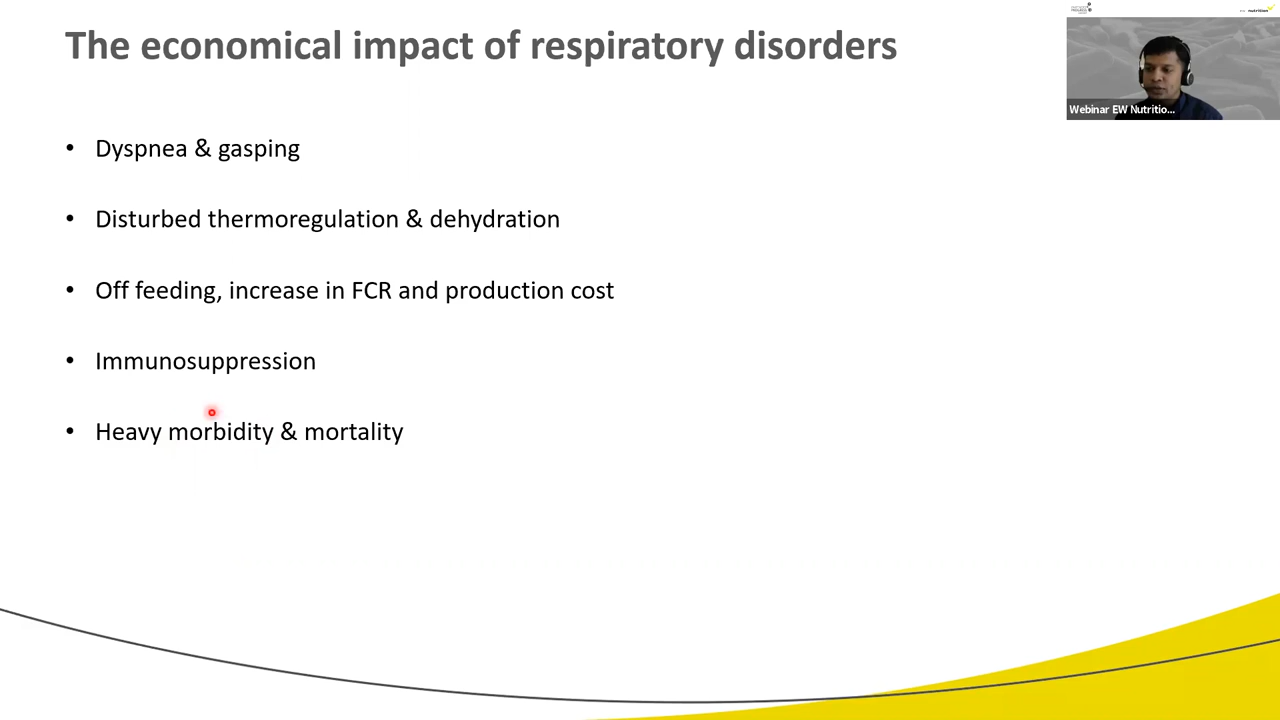 The economical impact of respiratory disorders
nutrition
Webinar EW Nutritio...
• Dyspnea & gasping
• Disturbed thermoregulation & dehydration
• Off feeding, increase in FCR and production cost
• Immunosuppression
• Heavy morbidity & mortality